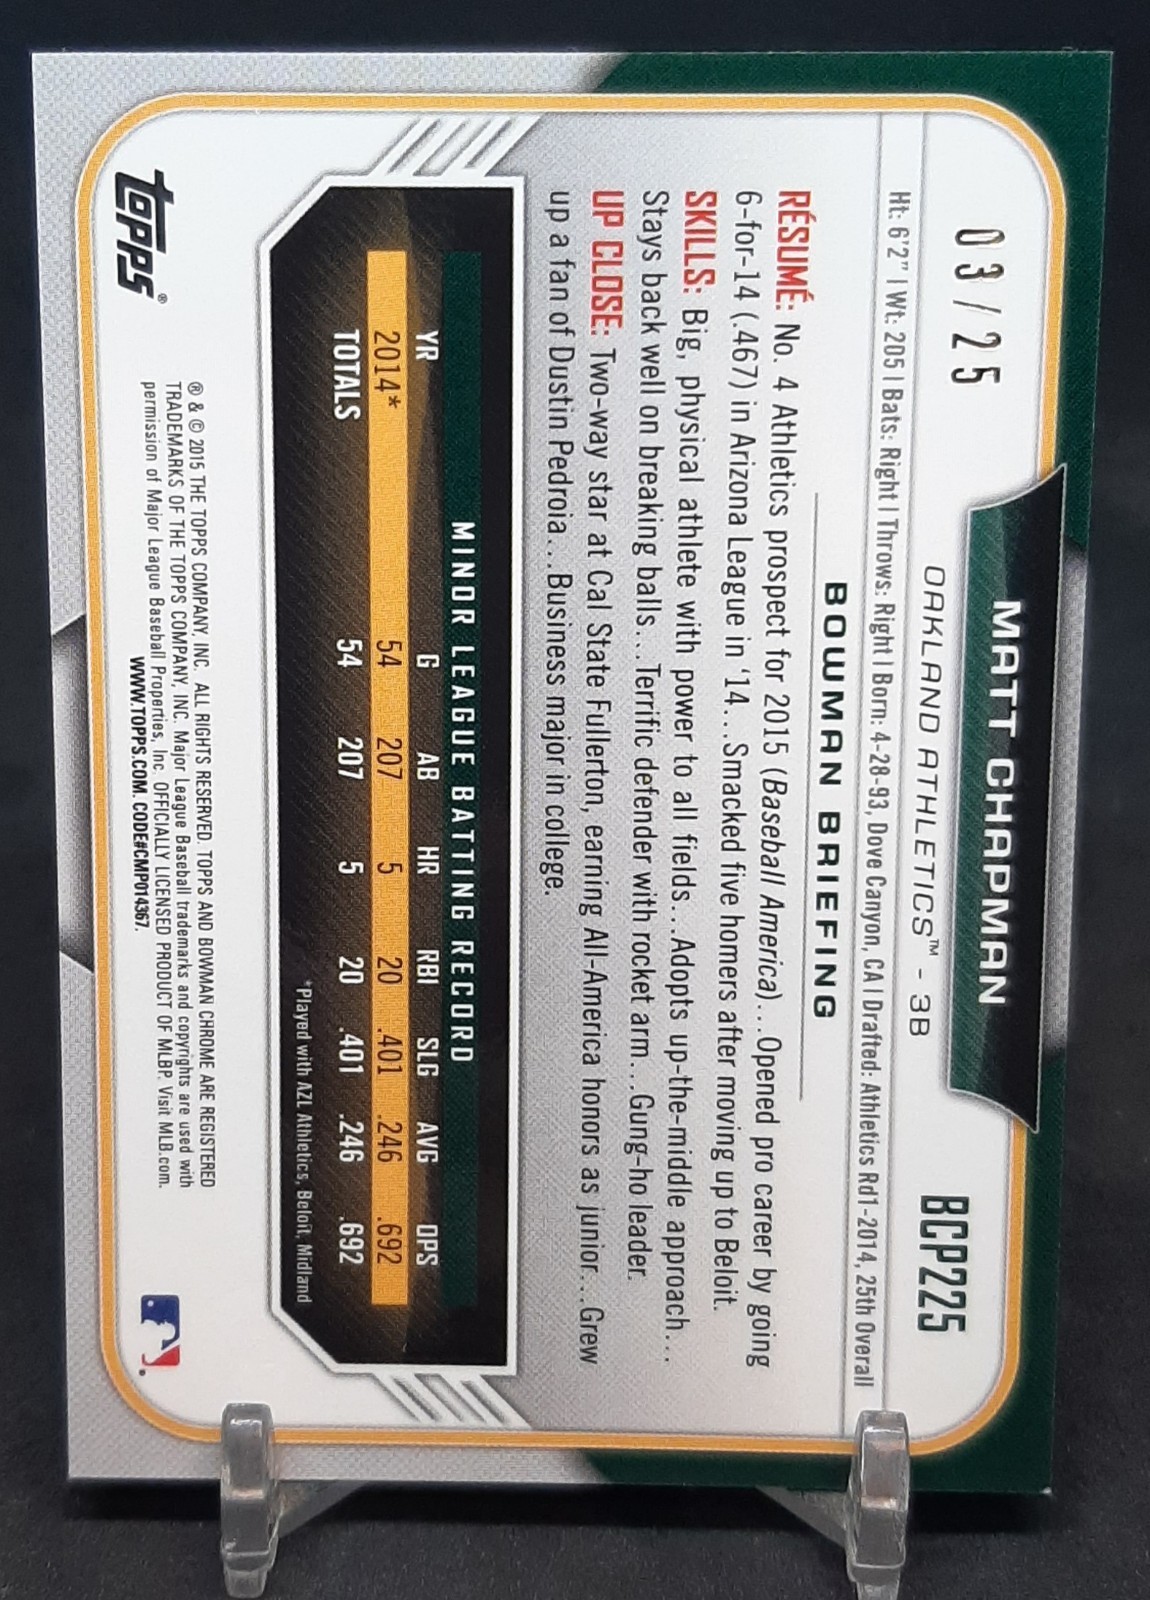 03/25
MATT CHAPMAN
BCP225
OAKLAND ATHLETICS™ - 3B
Ht: 6'2" | Wt: 205 | Bats: Right | Throws: Right | Born: 4-28-93, Dove Canyon, CA | Drafted: Athletics Rd1-2014, 25th Overall
BOWMAN BRIEFING
RÉSUMÉ: No. 4 Athletics prospect for 2015 (Baseball America)...Opened pro career by going
6-for-14 (.467) in Arizona League in '14...Smacked five homers after moving up to Beloit.
SKILLS: Big, physical athlete with power to all fields...Adopts up-the-middle approach...
Stays back well on breaking balls...Terrific defender with rocket arm...Gung-ho leader.
UP CLOSE: Two-way star at Cal State Fullerton, earning All-America honors as junior...Grew
up a fan of Dustin Pedroia...Business major in college.
MINOR LEAGUE BATTING RECORD
YR G AB HR RBI SLG AVG OPS
2014* 54 207 5 20 .401 .246 .692
TOTALS 54 207 5 20 .401 .246 .692
*Played with AZL Athletics, Beloit, Midland
topps®
® & © 2015 THE TOPPS COMPANY, INC. ALL RIGHTS RESERVED. TOPPS AND BOWMAN CHROME ARE REGISTERED
TRADEMARKS OF THE TOPPS COMPANY, INC. Major League Baseball trademarks and copyrights are used with
permission of Major League Baseball Properties, Inc. OFFICIALLY LICENSED PRODUCT OF MLBP. Visit MLB.com.
WWW.TOPPS.COM. CODE#CMP014367.